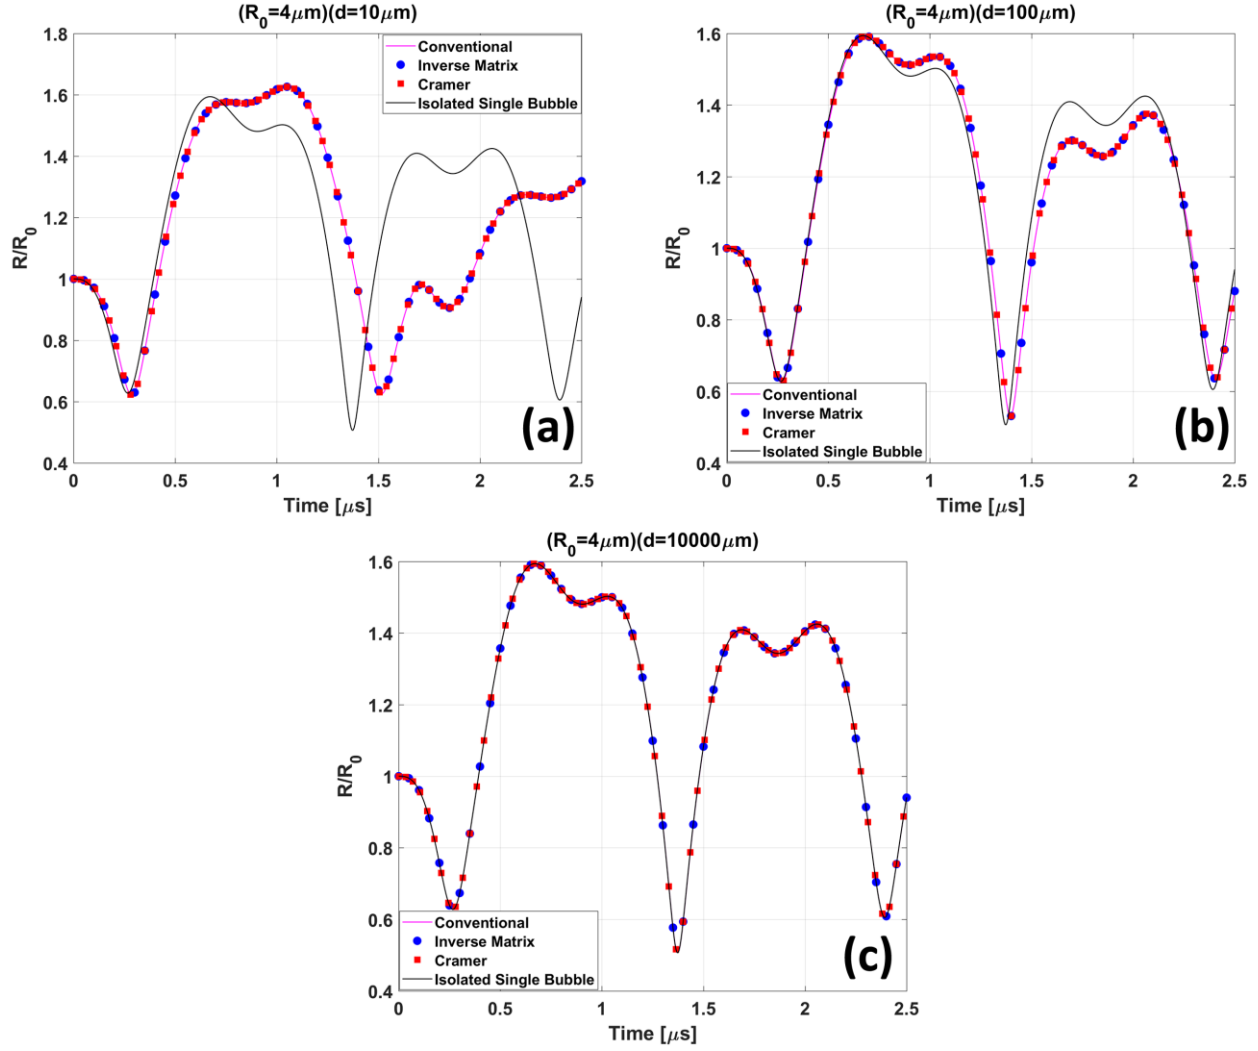 (R₀=4μm)(d=10μm)
1.8
1.6
1.4
1.2
1
0.8
0.6
0.4
R/R₀
0 0.5 1 1.5 2 2.5
Time [μs]
Conventional
Inverse Matrix
Cramer
Isolated Single Bubble
(a)
(R₀=4μm)(d=100μm)
1.6
1.4
1.2
1
0.8
0.6
0.4
R/R₀
0 0.5 1 1.5 2 2.5
Time [μs]
Conventional
Inverse Matrix
Cramer
Isolated Single Bubble
(b)
(R₀=4μm)(d=10000μm)
1.6
1.4
1.2
1
0.8
0.6
0.4
R/R₀
0 0.5 1 1.5 2 2.5
Time [μs]
Conventional
Inverse Matrix
Cramer
Isolated Single Bubble
(c)